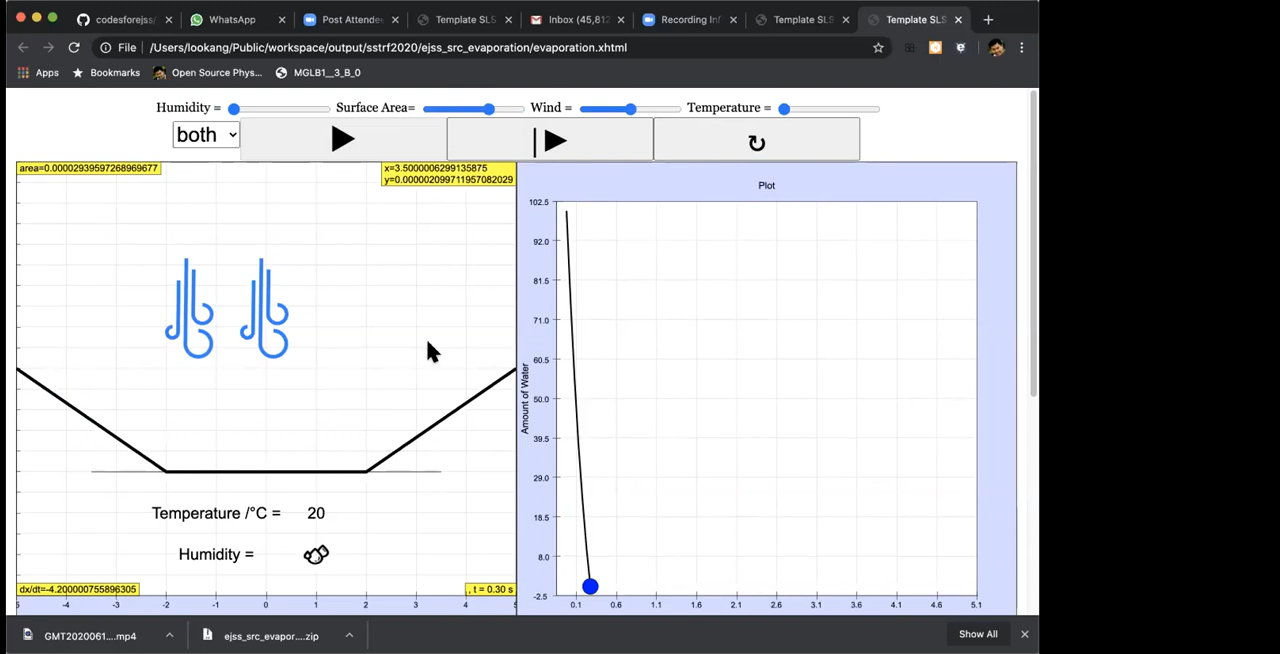 codesforejss/
WhatsApp
Post Attende
Template SLS
Inbox (45,812
Recording Inf
Template SLS
Template SLS
File
/Users/lookang/Public/workspace/output/sstrf2020/ejss_src_evaporation/evaporation.xhtml
Apps
Bookmarks
Open Source Phys...
MGLB1__3_B_0
Humidity =
Surface Area=
Wind =
Temperature =
both
area=0.00002939597268969677
x=3.5000006299135875
y=0.000002099711957082029
Plot
102.5
92.0
81.5
71.0
60.5
50.0
39.5
29.0
18.5
8.0
-2.5
Amount of Water
Temperature /°C = 20
Humidity =
dx/dt=-4.200000755896305
, t = 0.30 s
5 -4 -3 -2 -1 0 1 2 3 4 5
0.1 0.6 1.1 1.6 2.1 2.6 3.1 3.6 4.1 4.6 5.1
GMT2020061....mp4
ejss_src_evapor....zip
Show All